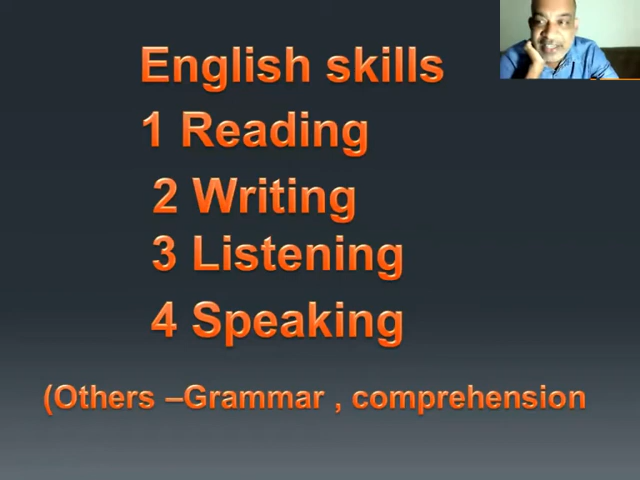 English skills
1 Reading
2 Writing
3 Listening
4 Speaking
(Others –Grammar , comprehension